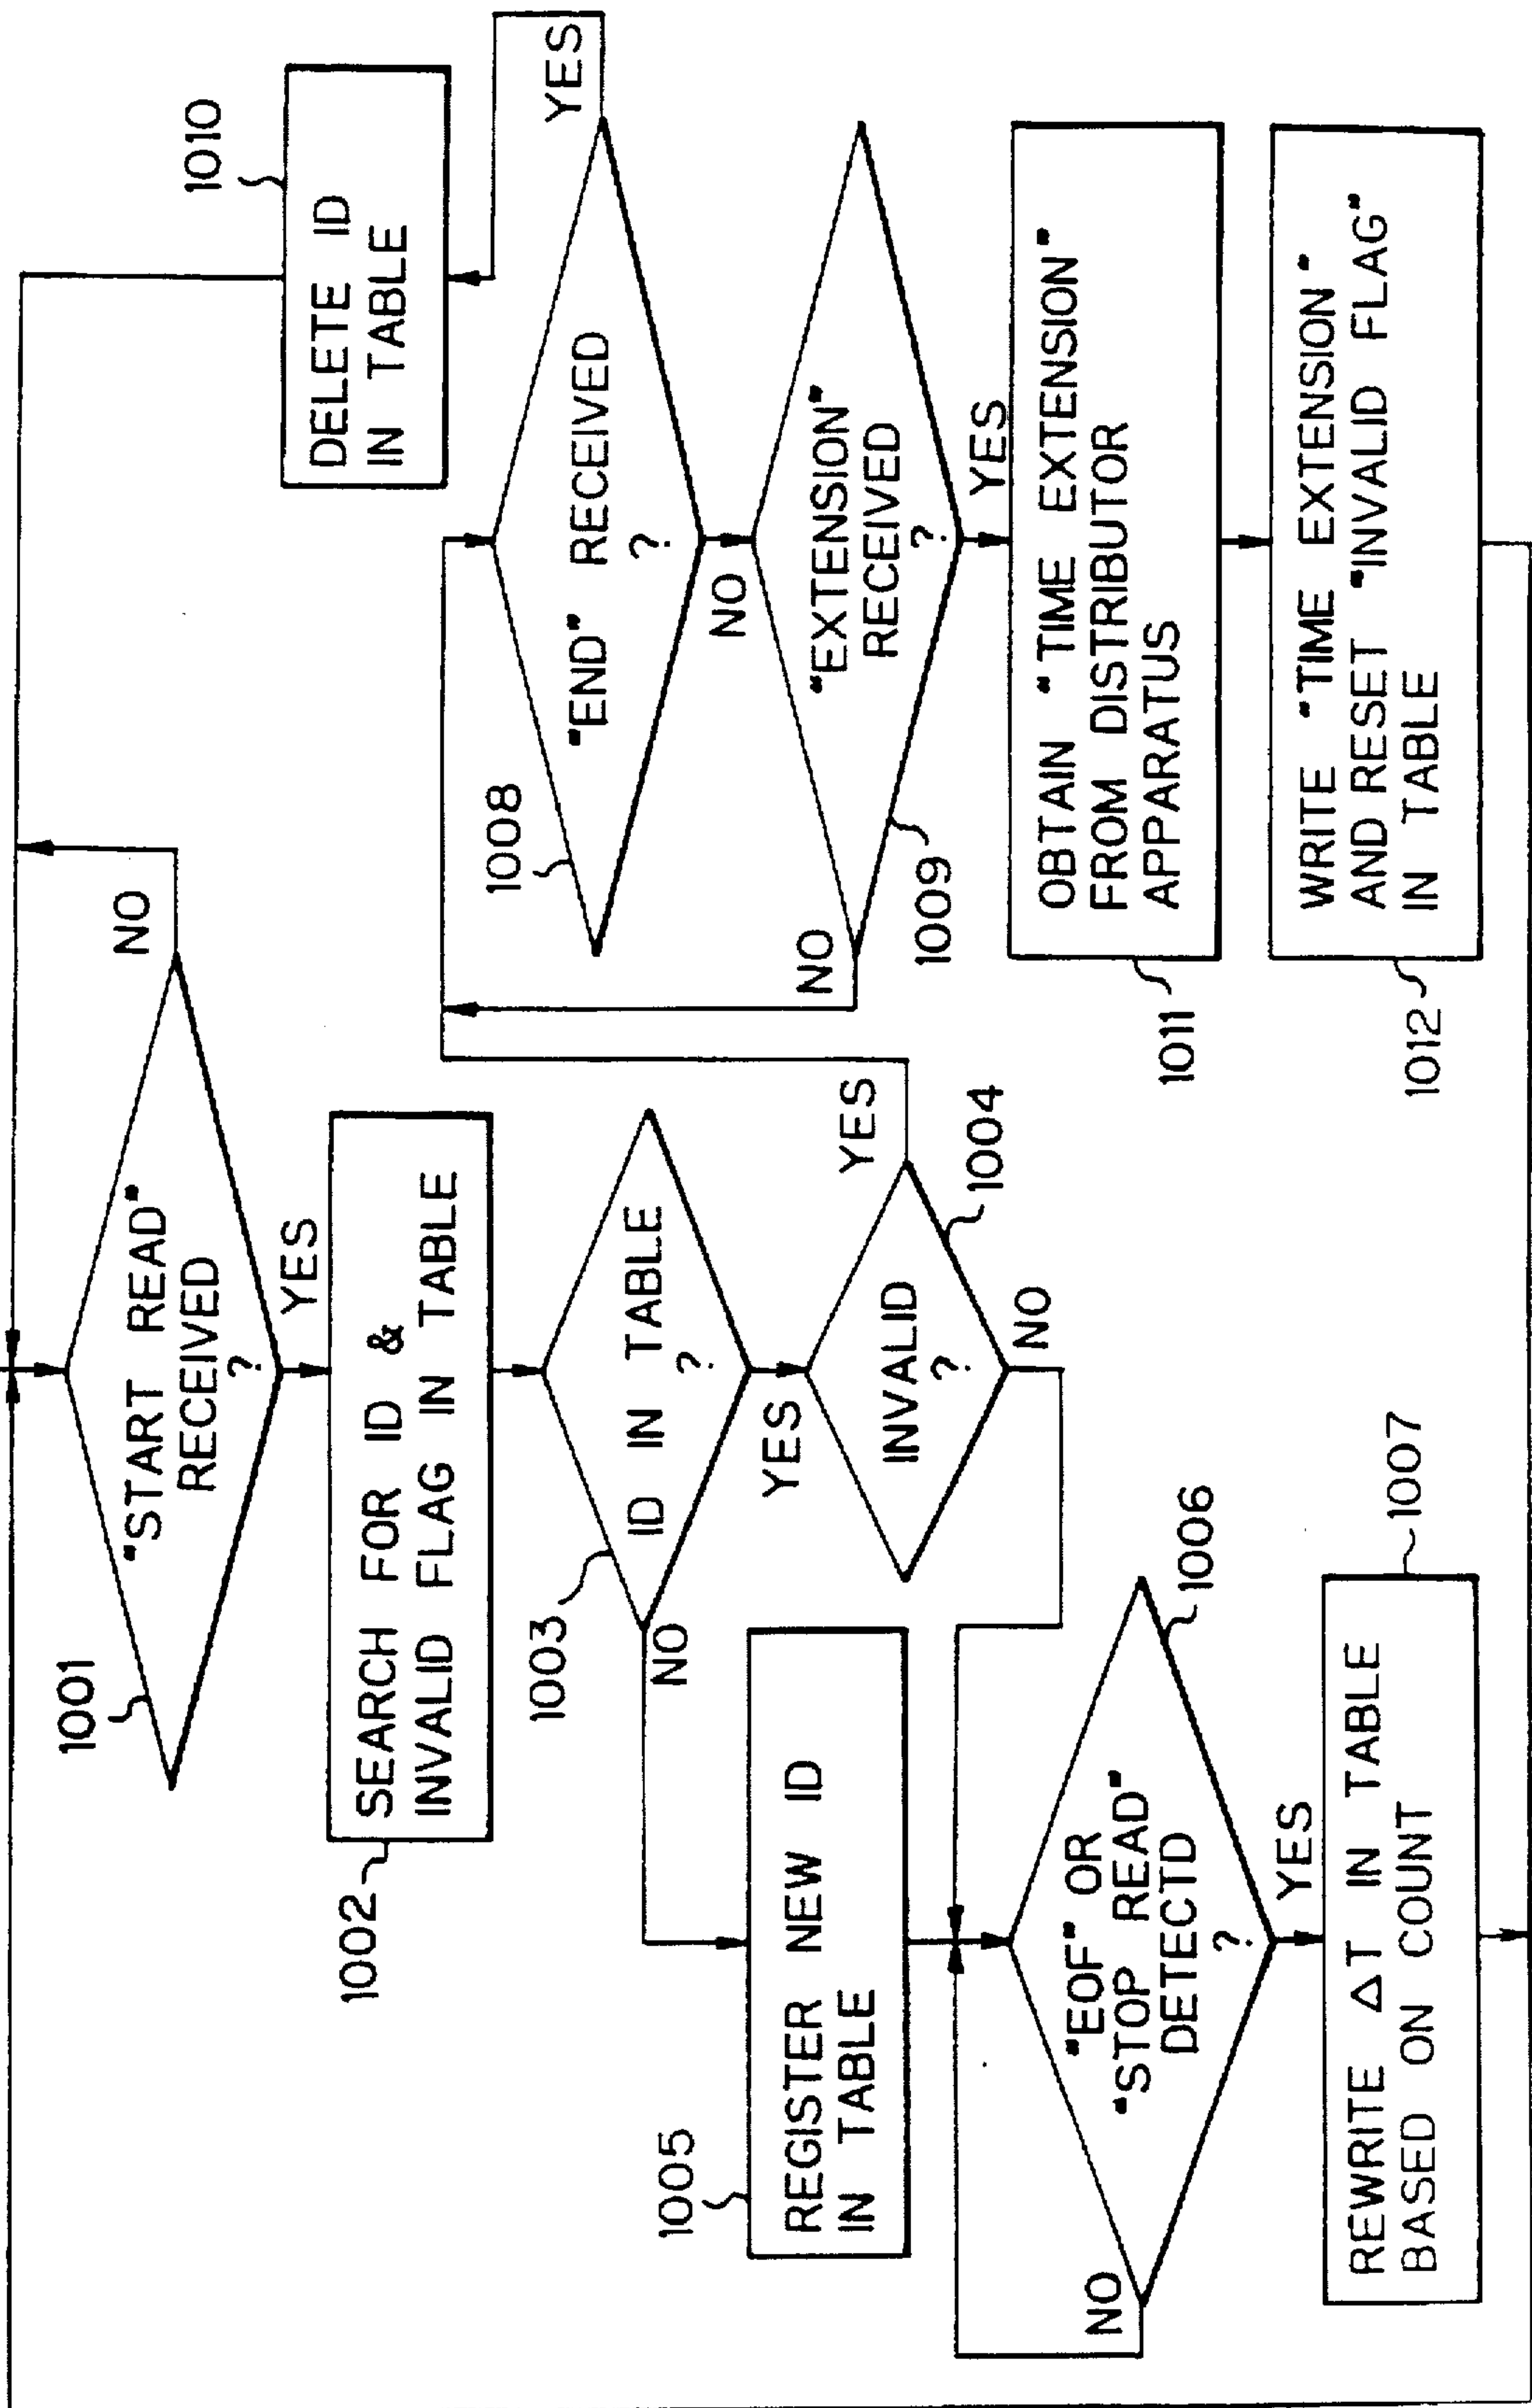 1001
"START READ"
RECEIVED
?
NO
YES
1002
SEARCH FOR ID &
INVALID FLAG IN TABLE
1003
ID IN TABLE
?
NO
YES
INVALID
?
YES
1004
NO
1005
REGISTER NEW ID
IN TABLE
"EOF" OR
"STOP READ"
DETECTD
?
1006
NO
YES
1007
REWRITE ΔT IN TABLE
BASED ON COUNT
1010
DELETE ID
IN TABLE
1008
"END" RECEIVED
?
YES
NO
"EXTENSION"
RECEIVED
?
NO
1009
YES
1011
OBTAIN "TIME EXTENSION"
FROM DISTRIBUTOR
APPARATUS
1012
WRITE "TIME EXTENSION"
AND RESET "INVALID FLAG"
IN TABLE